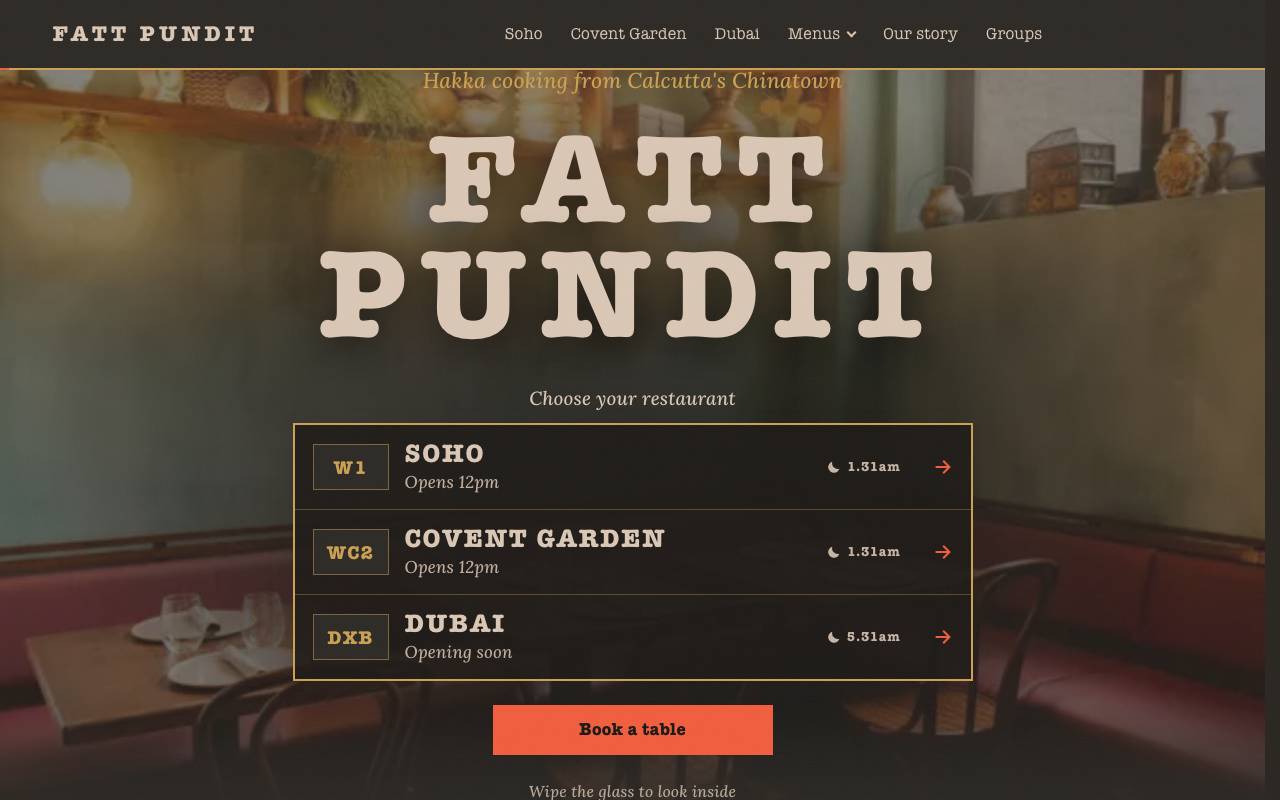 FATT PUNDIT
Soho
Covent Garden
Dubai
Menus
Our story
Groups
Hakka cooking from Calcutta's Chinatown
FATT
PUNDIT
Choose your restaurant
W1
SOHO
Opens 12pm
1.31am
WC2
COVENT GARDEN
Opens 12pm
1.31am
DXB
DUBAI
Opening soon
5.31am
Book a table
Wipe the glass to look inside